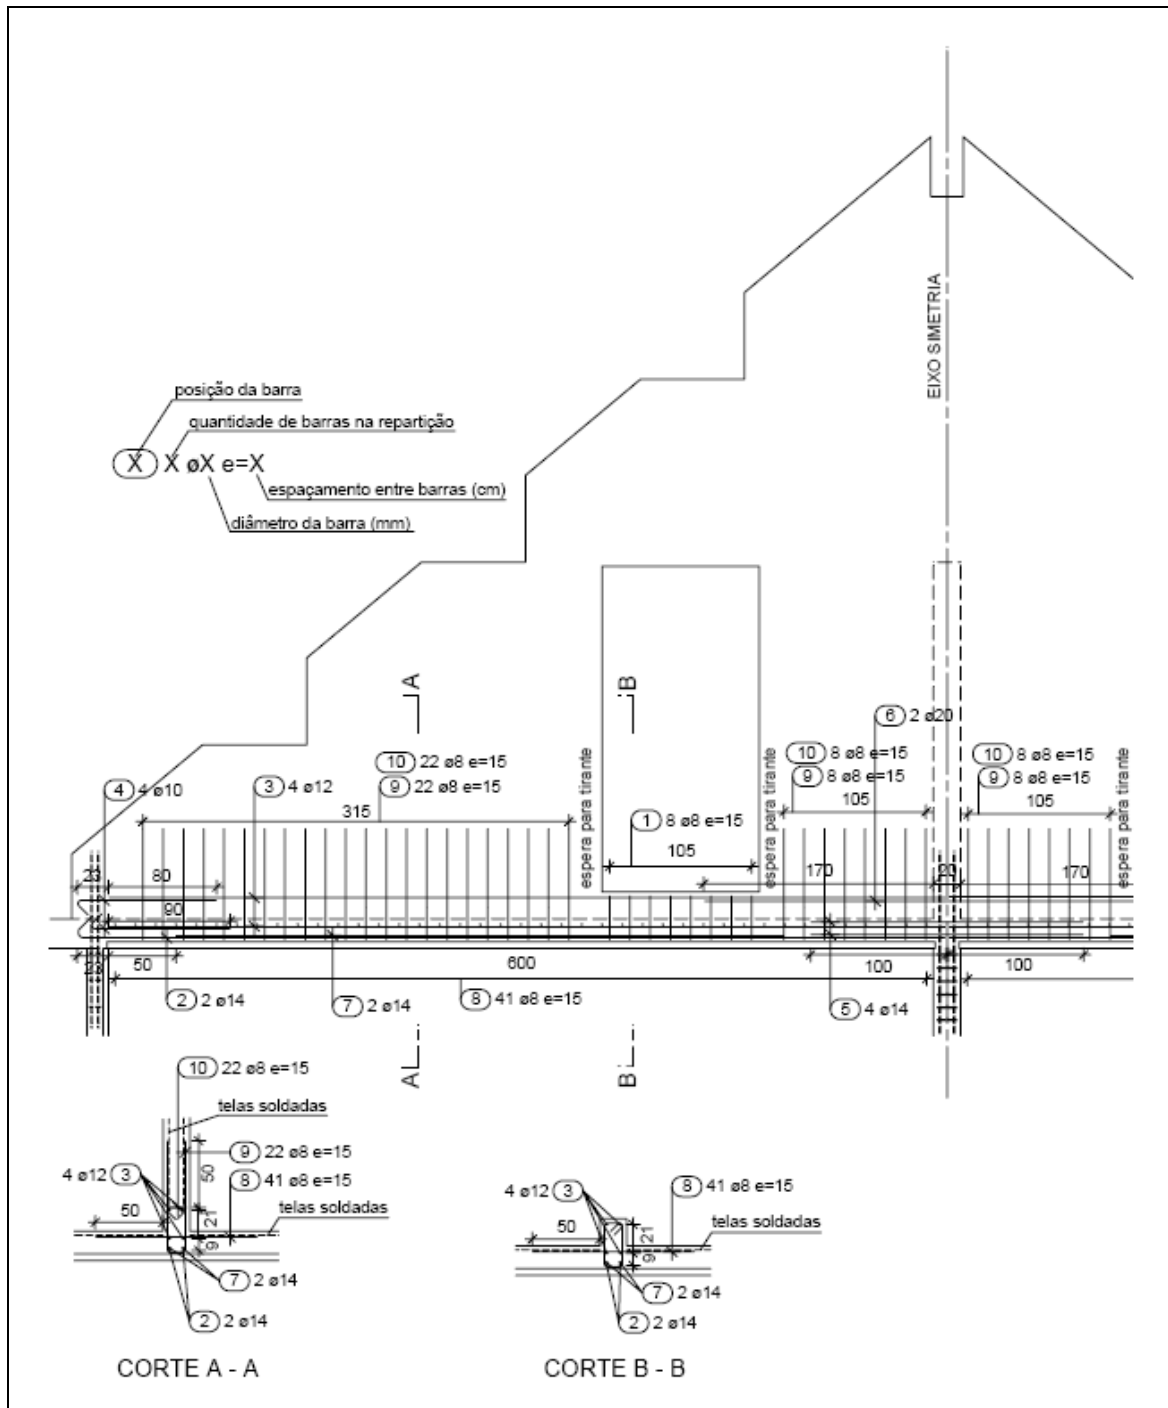 EIXO SIMETRIA
posição da barra
quantidade de barras na repartição
X X øX e=X
espaçamento entre barras (cm)
diâmetro da barra (mm)
A
B
6 2 ø20
10 22 ø8 e=15
10 8 ø8 e=15
10 8 ø8 e=15
4 4 ø10
3 4 ø12
9 22 ø8 e=15
9 8 ø8 e=15
9 8 ø8 e=15
315
espera para tirante
1 8 ø8 e=15
espera para tirante
105
105
espera para tirante
105
80
170
20
170
90
50
600
100
100
2 2 ø14
7 2 ø14
8 41 ø8 e=15
5 4 ø14
A
B
10 22 ø8 e=15
telas soldadas
9 22 ø8 e=15
4 ø12 3
50
8 41 ø8 e=15
50
21
telas soldadas
9
7 2 ø14
2 2 ø14
CORTE A - A
4 ø12 3
8 41 ø8 e=15
50
21
telas soldadas
9
7 2 ø14
2 2 ø14
CORTE B - B